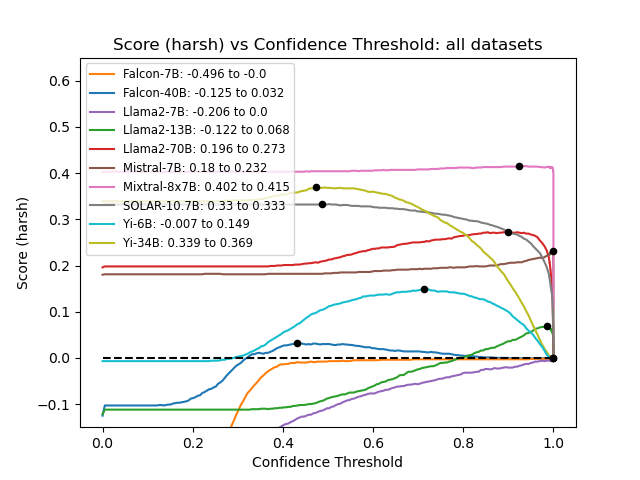 Score (harsh) vs Confidence Threshold: all datasets
Falcon-7B: -0.496 to -0.0
Falcon-40B: -0.125 to 0.032
Llama2-7B: -0.206 to 0.0
Llama2-13B: -0.122 to 0.068
Llama2-70B: 0.196 to 0.273
Mistral-7B: 0.18 to 0.232
Mixtral-8x7B: 0.402 to 0.415
SOLAR-10.7B: 0.33 to 0.333
Yi-6B: -0.007 to 0.149
Yi-34B: 0.339 to 0.369
Score (harsh)
0.6
0.5
0.4
0.3
0.2
0.1
0.0
−0.1
0.0 0.2 0.4 0.6 0.8 1.0
Confidence Threshold